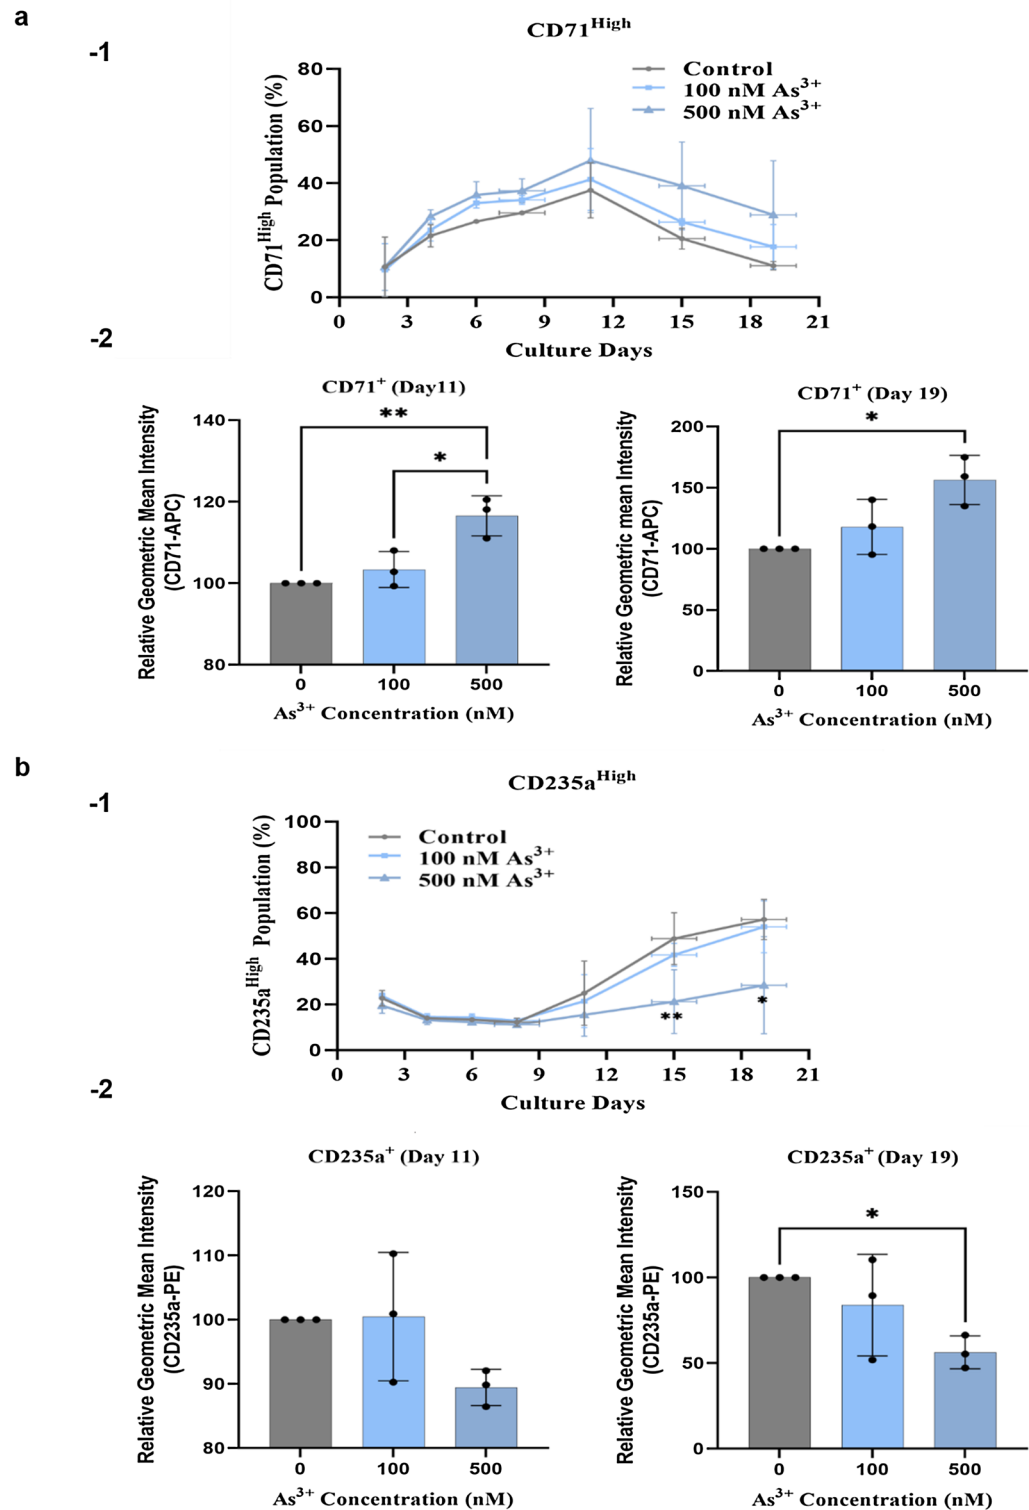 a
-1
CD71High
CD71High Population (%)
80
60
40
20
0
Control
100 nM As3+
500 nM As3+
0 3 6 9 12 15 18 21
Culture Days
-2
CD71+ (Day11)
Relative Geometric Mean Intensity
(CD71-APC)
140
120
100
80
**
*
0 100 500
As3+ Concentration (nM)
CD71+ (Day 19)
Relative Geometric mean Intensity
(CD71-APC)
200
150
100
50
0
*
0 100 500
As3+ Concentration (nM)
b
-1
CD235aHigh
CD235aHigh Population (%)
100
80
60
40
20
0
Control
100 nM As3+
500 nM As3+
**
*
0 3 6 9 12 15 18 21
Culture Days
-2
CD235a+ (Day 11)
Relative Geometric Mean Intensity
(CD235a-PE)
120
110
100
90
80
0 100 500
As3+ Concentration (nM)
CD235a+ (Day 19)
Relative Geometric Mean Intensity
(CD235a-PE)
150
100
50
0
*
0 100 500
As3+ Concentration (nM)